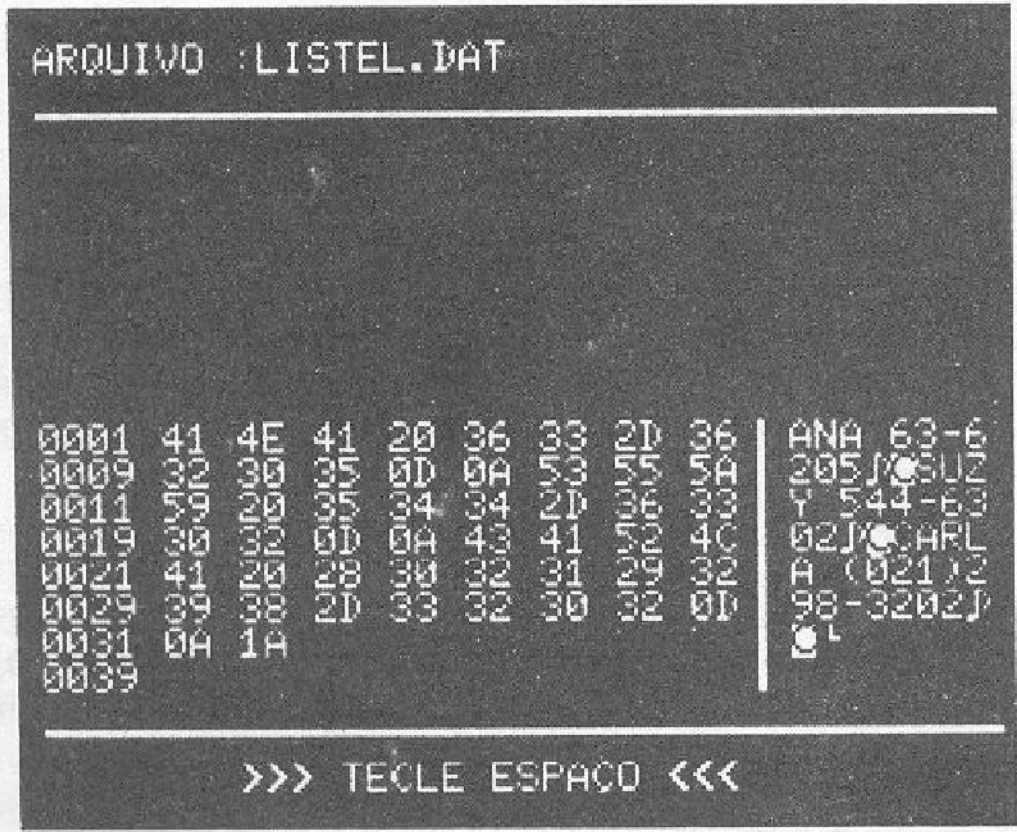 ARQUIVO :LISTEL.DAT
0001 41 4E 41 20 36 33 2D 36 ANA 63-6
0009 32 30 35 0D 0A 53 55 5A 205♪◙SUZ
0011 59 20 35 34 34 2D 36 33 Y 544-63
0019 30 32 0D 0A 43 41 52 4C 02♪◙CARL
0021 41 20 28 30 32 31 29 32 A (021)2
0029 39 38 2D 33 32 30 32 0D 98-3202♪
0031 0A 1A ◙└
0039
>>> TECLE ESPAÇO <<<